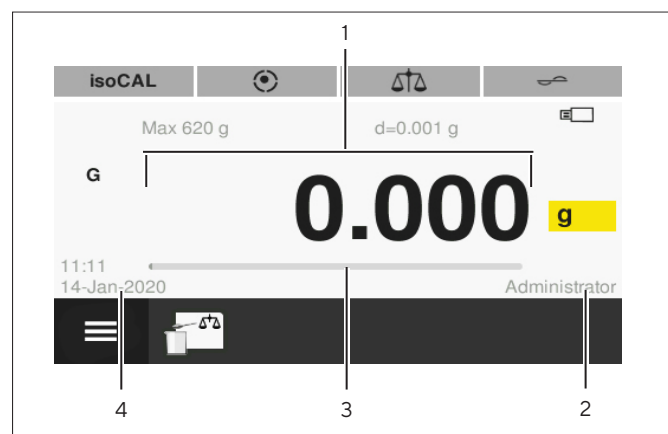 1
isoCAL
Max 620 g d=0.001 g
G
0.000 g
11:11
14-Jan-2020 Administrator
4 3 2